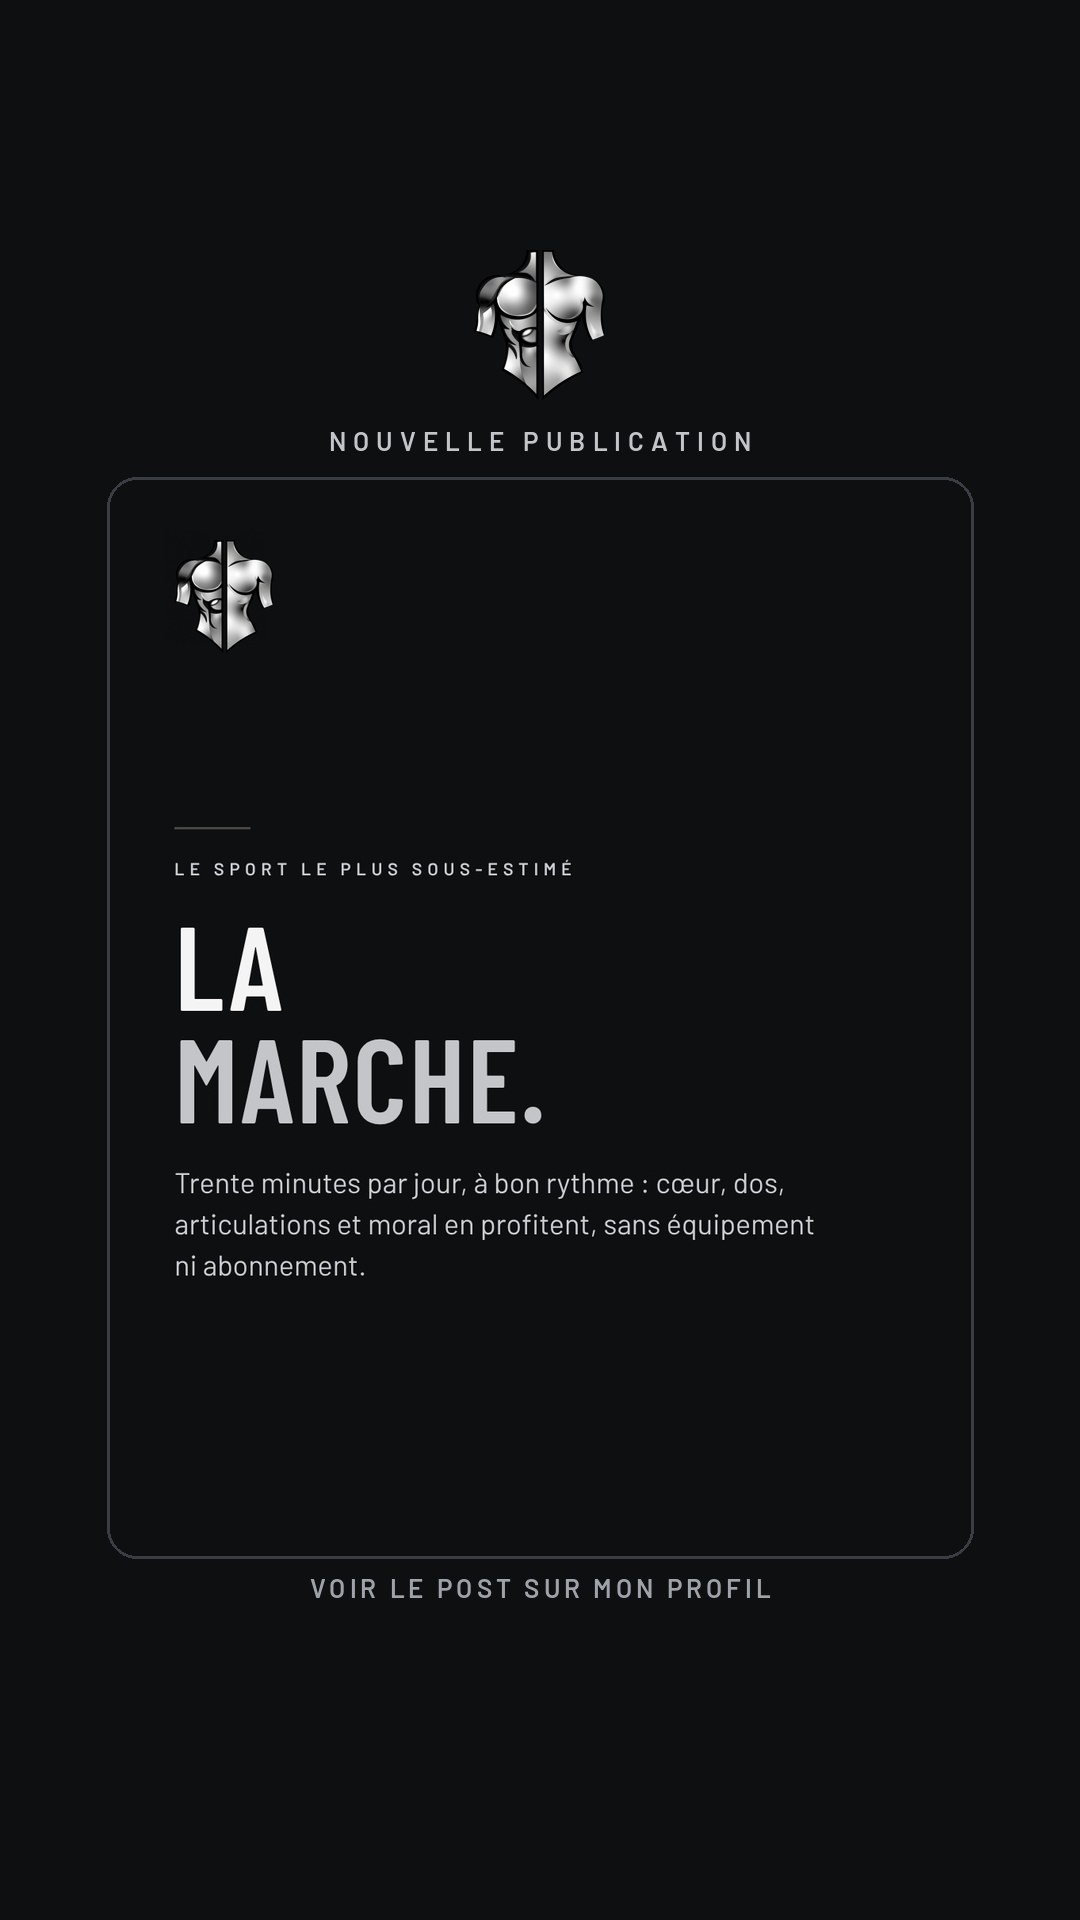 NOUVELLE PUBLICATION
LE SPORT LE PLUS SOUS-ESTIMÉ
LA
MARCHE.
Trente minutes par jour, à bon rythme : cœur, dos,
articulations et moral en profitent, sans équipement
ni abonnement.
VOIR LE POST SUR MON PROFIL